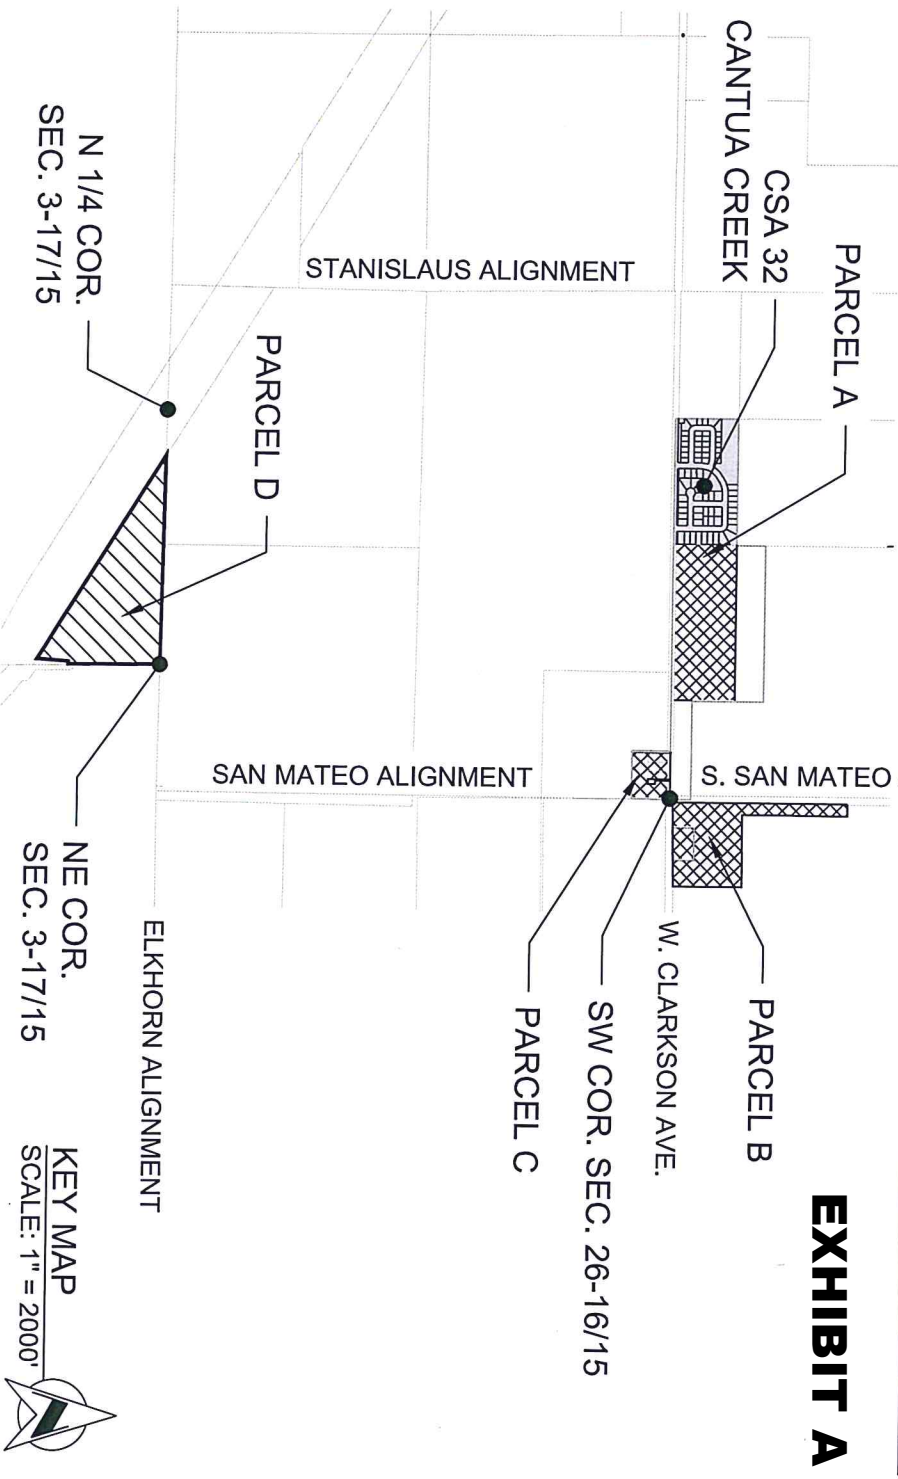 EXHIBIT A
PARCEL A
CSA 32
CANTUA CREEK
STANISLAUS ALIGNMENT
N 1/4 COR.
SEC. 3-17/15
PARCEL D
S. SAN MATEO
SAN MATEO ALIGNMENT
PARCEL B
W. CLARKSON AVE.
SW COR. SEC. 26-16/15
PARCEL C
ELKHORN ALIGNMENT
NE COR.
SEC. 3-17/15
KEY MAP
SCALE: 1" = 2000'